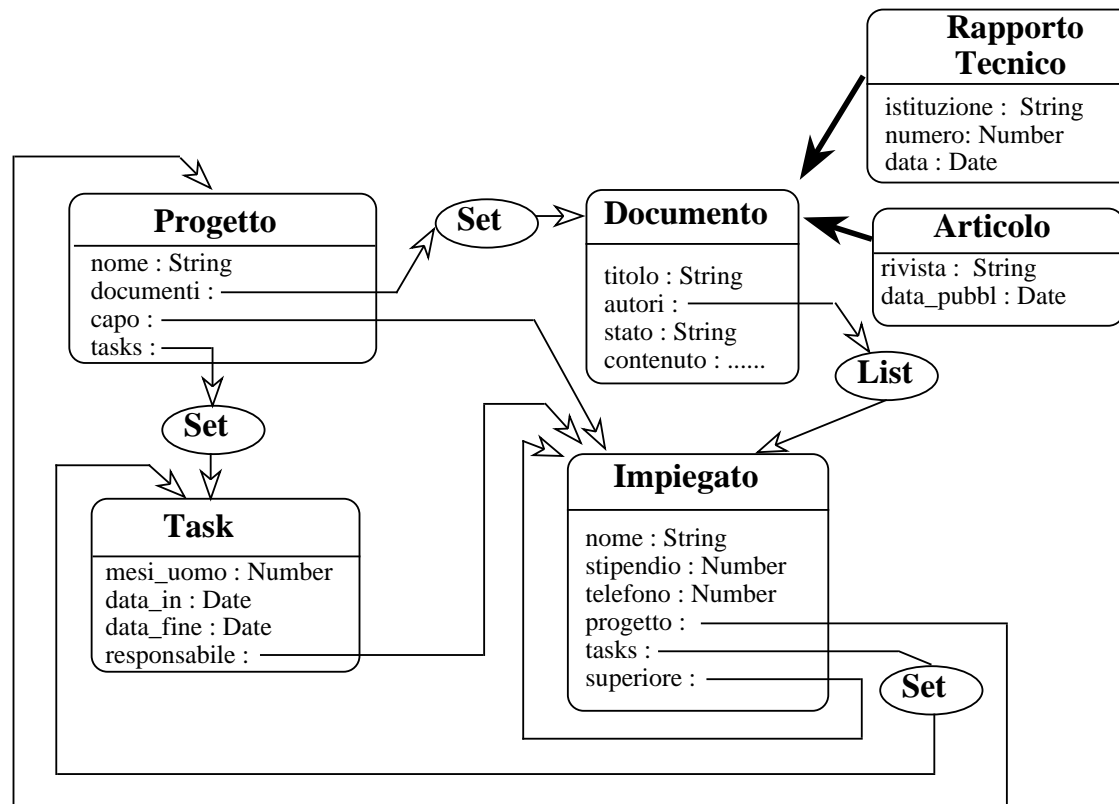 Rapporto
Tecnico
istituzione : String
numero: Number
data : Date
Progetto
nome : String
documenti :
capo :
tasks :
Set
Documento
titolo : String
autori :
stato : String
contenuto : ......
Articolo
rivista : String
data_pubbl : Date
List
Set
Task
mesi_uomo : Number
data_in : Date
data_fine : Date
responsabile :
Impiegato
nome : String
stipendio : Number
telefono : Number
progetto :
tasks :
superiore :
Set